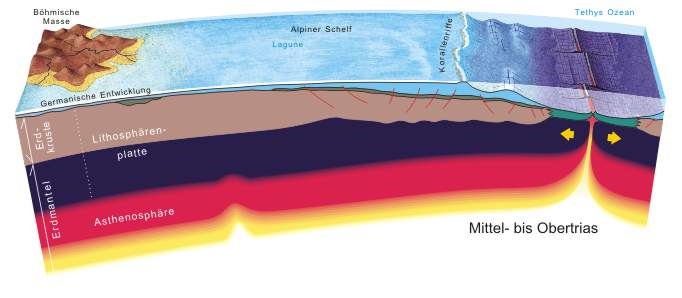 Böhmische
Masse
Tethys Ozean
Alpiner Schelf
Lagune
Korallenriffe
Germanische Entwicklung
Erd-
kruste
Lithosphären-
platte
Erdmantel
Asthenosphäre
Mittel- bis Obertrias